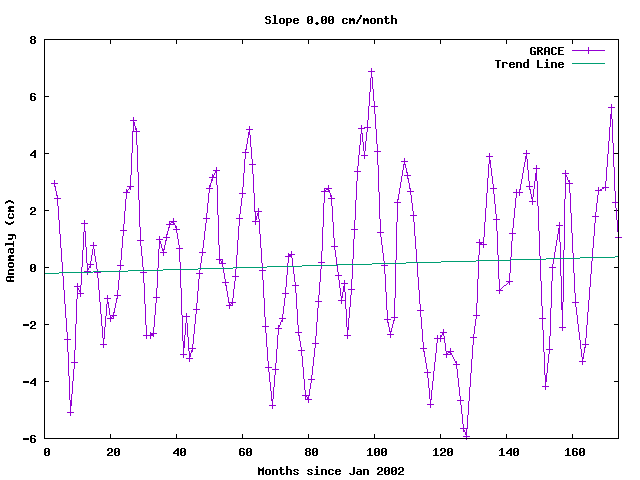 Slope 0.00 cm/month
GRACE
Trend Line
Anomaly (cm)
8
6
4
2
0
-2
-4
-6
0 20 40 60 80 100 120 140 160
Months since Jan 2002